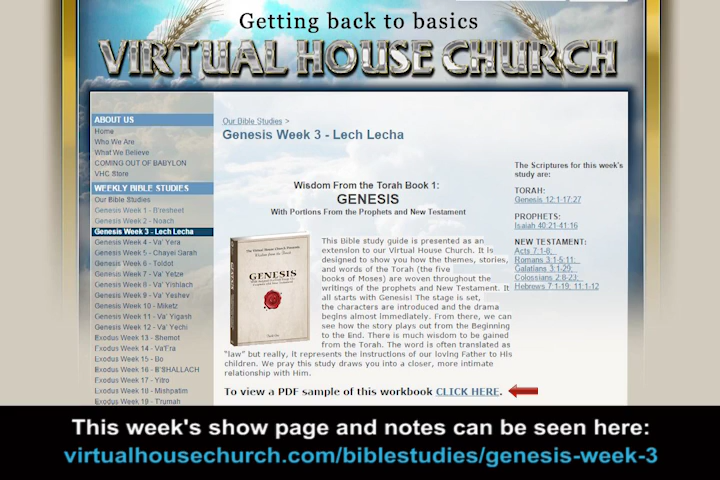 Getting back to basics
VIRTUAL HOUSE CHURCH
ABOUT US
Home
Who We Are
What We Believe
COMING OUT OF BABYLON
VHC Store
WEEKLY BIBLE STUDIES
Our Bible Studies
Genesis Week 1 - B'resheet
Genesis Week 2 - Noach
Genesis Week 3 - Lech Lecha
Genesis Week 4 - Va' Yera
Genesis Week 5 - Chayei Sarah
Genesis Week 6 - Toldot
Genesis Week 7 - Va' Yetze
Genesis Week 8 - Va' Yishlach
Genesis Week 9 - Va' Yeshev
Genesis Week 10 - Miketz
Genesis Week 11 - Va' Yigash
Genesis Week 12 - Va' Yechi
Exodus Week 13 - Shemot
Exodus Week 14 - VaEra
Exodus Week 15 - Bo
Exodus Week 16 - B'SHALLACH
Exodus Week 17 - Yitro
Exodus Week 18 - Mishpatim
Exodus Week 19 - T'rumah
Our Bible Studies >
Genesis Week 3 - Lech Lecha
Wisdom From the Torah Book 1:
GENESIS
With Portions From the Prophets and New Testament
GENESIS
This Bible study guide is presented as an
extension to our Virtual House Church. It is
designed to you how the themes, stories,
and words of the Torah (the five
books of Moses) are woven throughout the
writings of the prophets and New Testament. It
all starts with Genesis! The stage is set,
the characters are introduced and the drama
begins almost immediately. From there, we can
see how the story plays out from the Beginning
to the End. There is much wisdom to be gained
from the Torah. The word is often translated as
"law" but really, it represents the instructions of our loving Father to His
children. We pray this study draws you into a closer, more intimate
relationship with Him.
To view a PDF sample of this workbook CLICK HERE.
The Scriptures for this week's
study are:
TORAH:
Genesis 12:1-17:27
PROPHETS:
Isaiah 40:21-41:16
NEW TESTAMENT:
Acts 7:1-8;
Romans 3:1-5:11;
Galatians 3:1-29,
Colossians 2:8-23;
Hebrews 7:1-19, 11:1-12
This week's show page and notes can be seen here:
virtualhousechurch.com/biblestudies/genesis-week-3